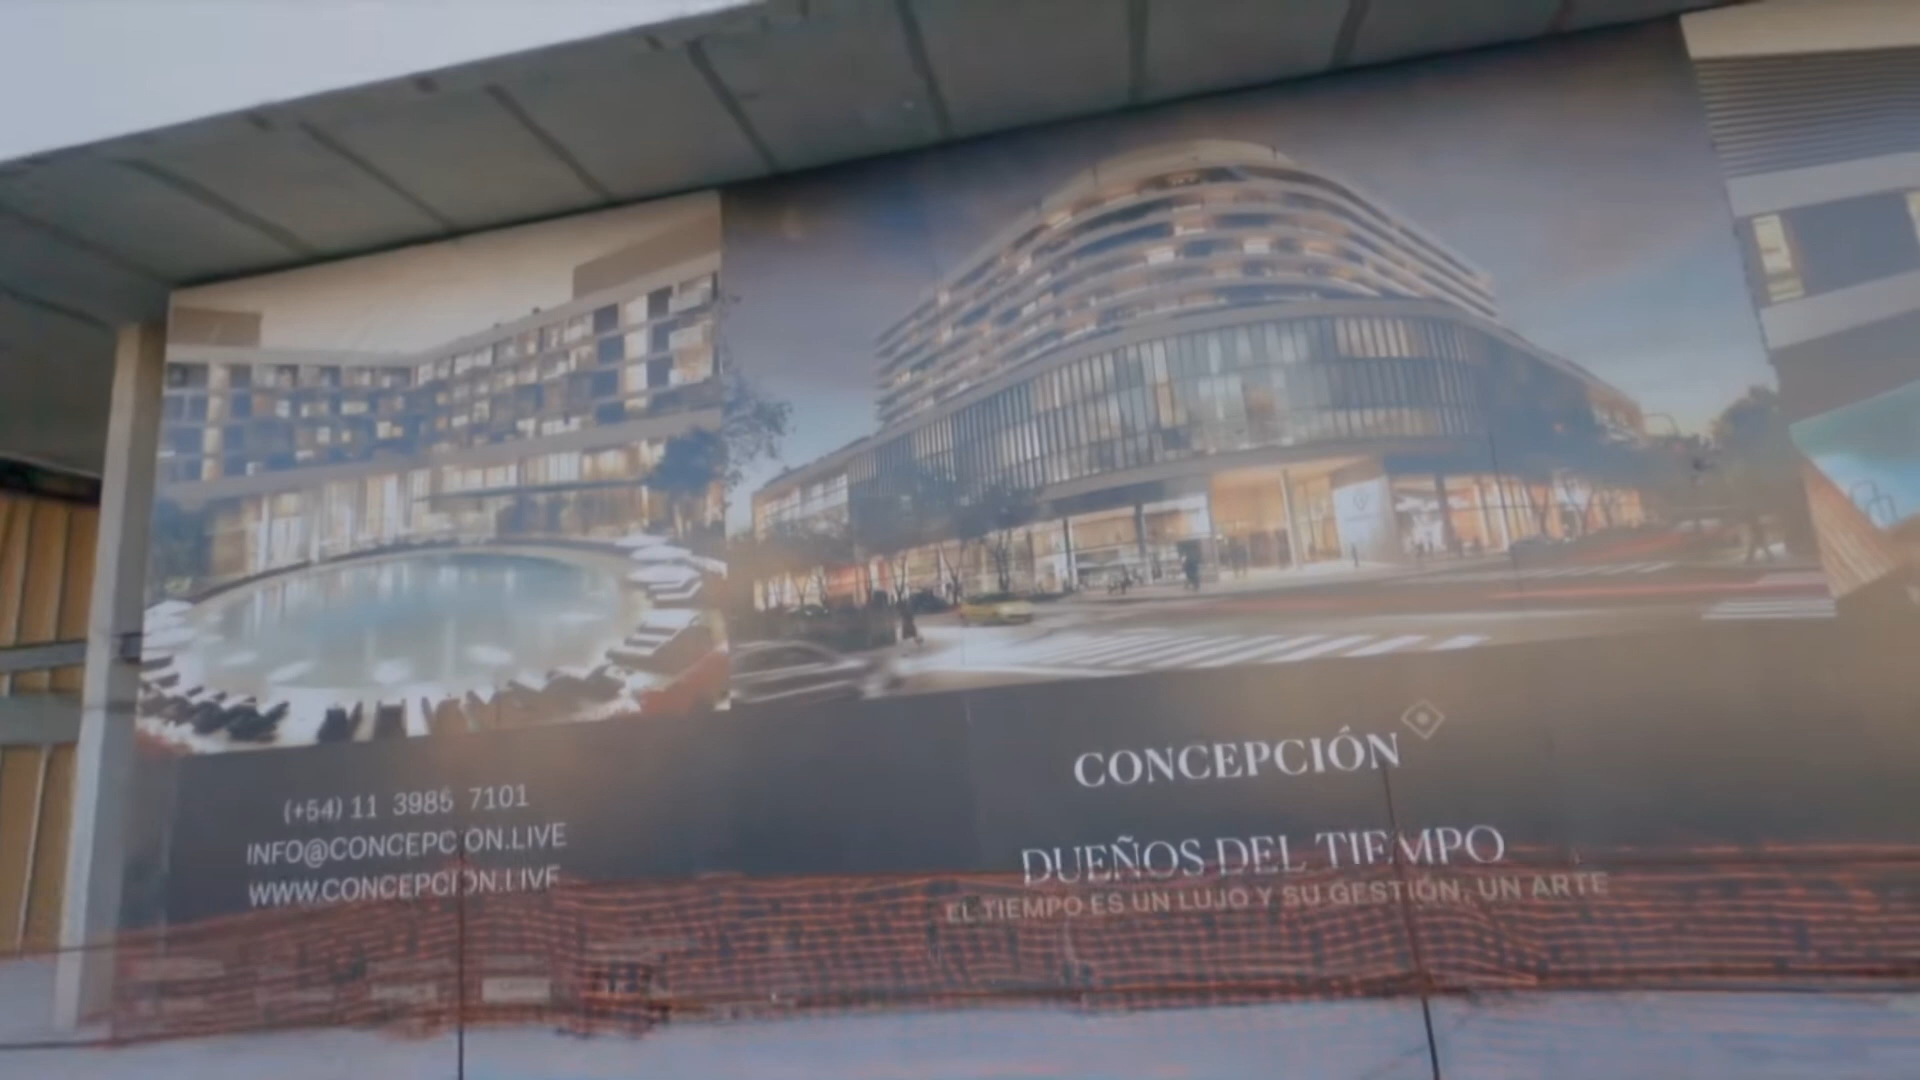 (+54) 11 3985 7101
INFO@CONCEPCION.LIVE
WWW.CONCEPCION.LIVE
CONCEPCIÓN
DUEÑOS DEL TIEMPO
EL TIEMPO ES UN LUJO Y SU GESTIÓN, UN ARTE